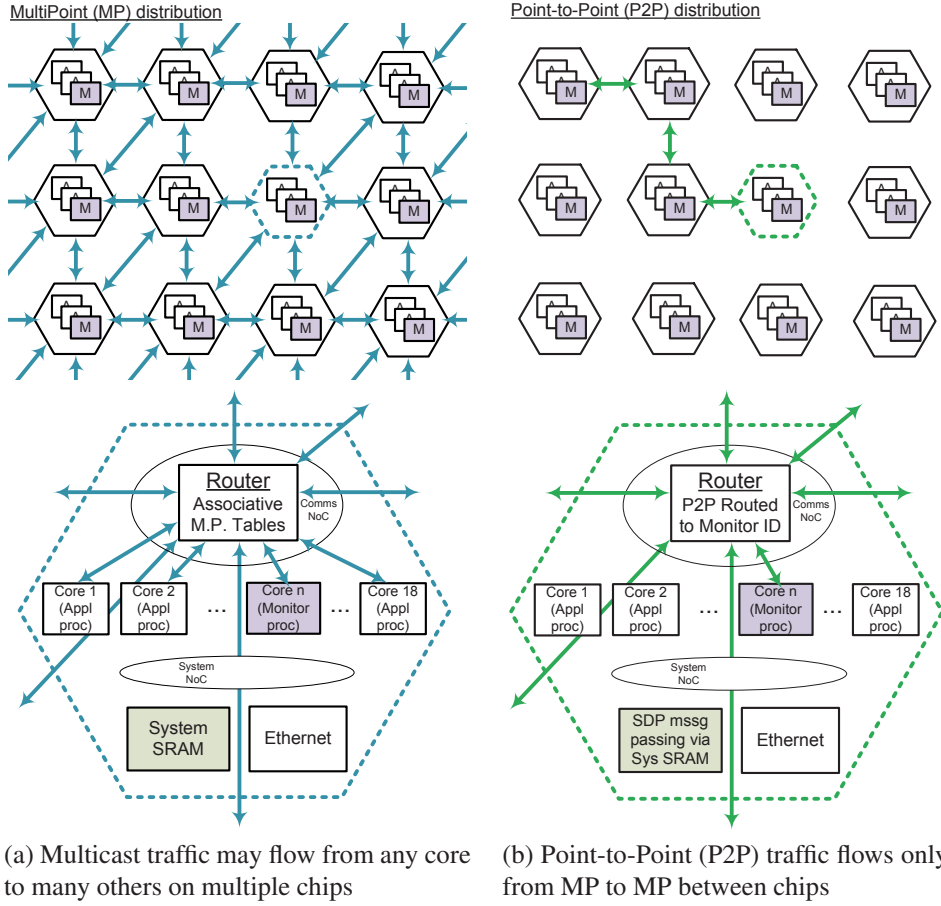 MultiPoint (MP) distribution
M M M M
M M M M
M M M M
Router
Associative
M.P. Tables
Comms
NoC
Core 1
(Appl
proc)
Core 2
(Appl
proc)
...
Core n
(Monitor
proc)
...
Core 18
(Appl
proc)
System
NoC
System
SRAM
Ethernet
(a) Multicast traffic may flow from any core
to many others on multiple chips
Point-to-Point (P2P) distribution
M M M M
M M M M
M M M M
Router
P2P Routed
to Monitor ID
Comms
NoC
Core 1
(Appl
proc)
Core 2
(Appl
proc)
...
Core n
(Monitor
proc)
...
Core 18
(Appl
proc)
System
NoC
SDP mssg
passing via
Sys SRAM
Ethernet
(b) Point-to-Point (P2P) traffic flows only
from MP to MP between chips